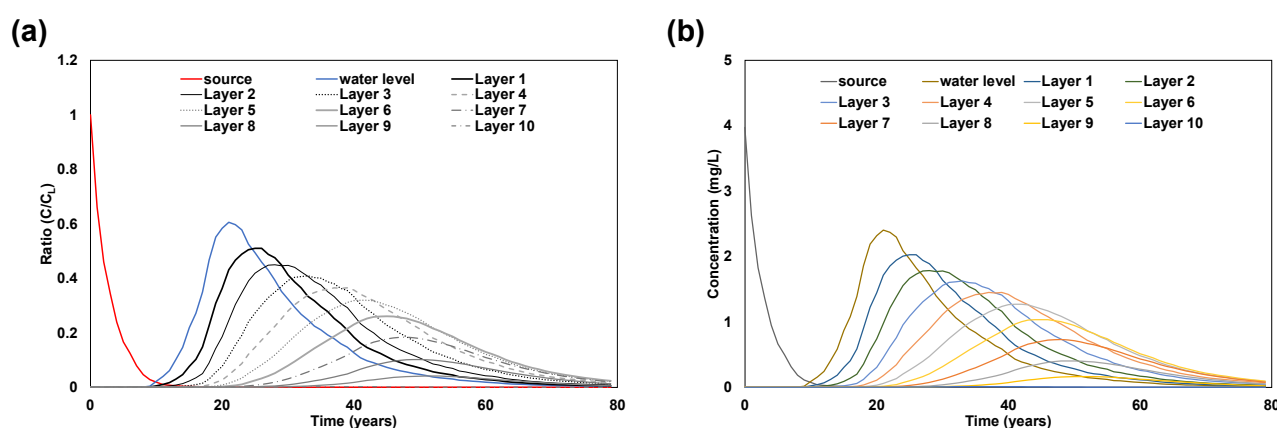 (a)
1.2
1
0.8
0.6
0.4
0.2
0
Ratio (C/CL)
source water level Layer 1
Layer 2 Layer 3 Layer 4
Layer 5 Layer 6 Layer 7
Layer 8 Layer 9 Layer 10
0 20 40 60 80
Time (years)
(b)
5
4
3
2
1
0
Concentration (mg/L)
source water level Layer 1 Layer 2
Layer 3 Layer 4 Layer 5 Layer 6
Layer 7 Layer 8 Layer 9 Layer 10
0 20 40 60 80
Time (years)